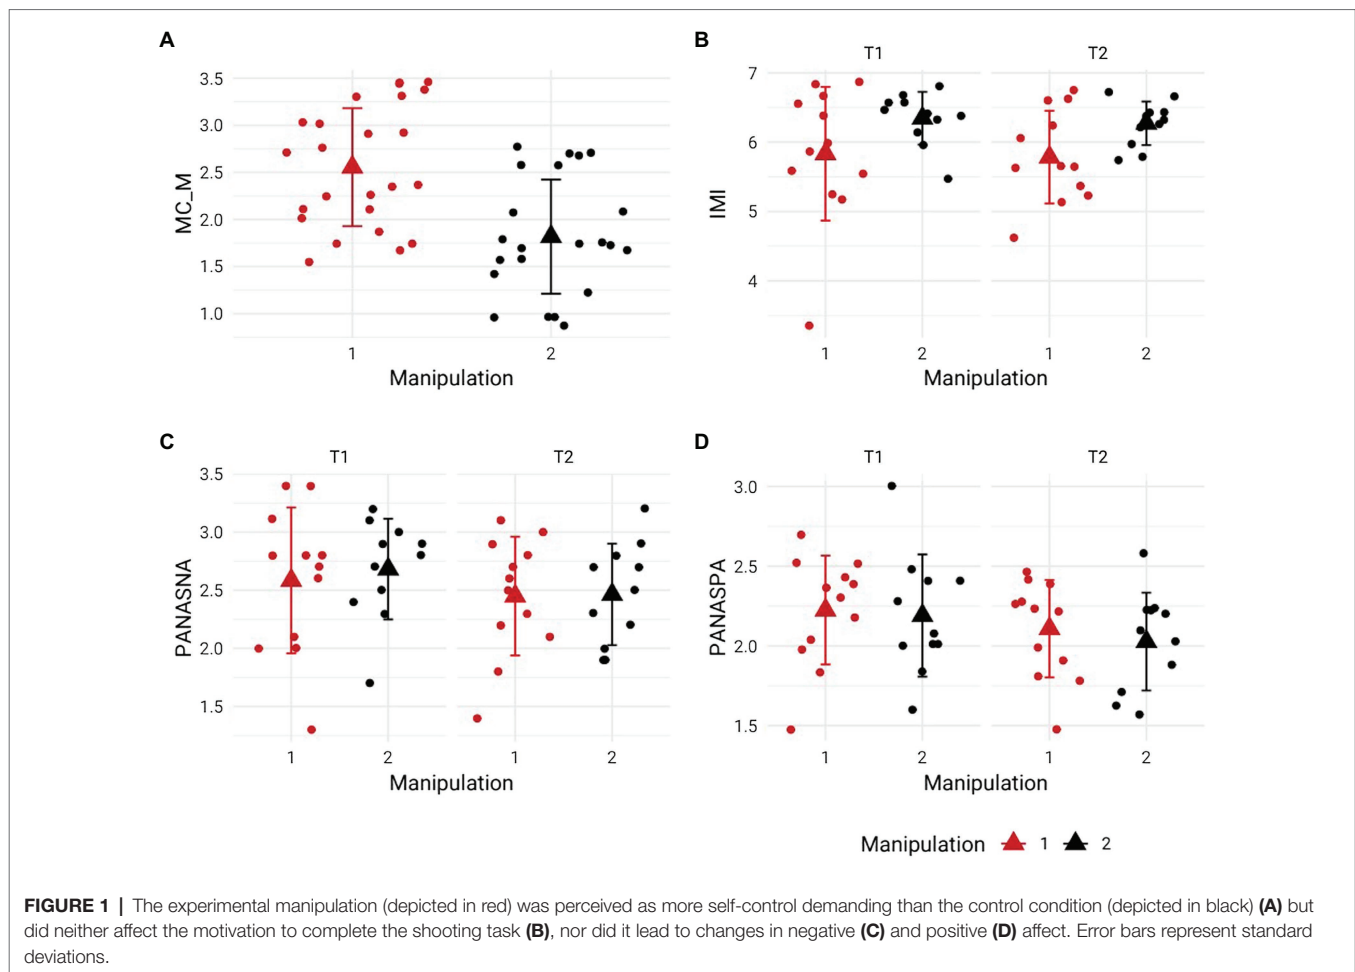 A
MC_M
3.5
3.0
2.5
2.0
1.5
1.0
1 2
Manipulation
B
T1 T2
IMI
7
6
5
4
1 2 1 2
Manipulation
C
T1 T2
PANASNA
3.5
3.0
2.5
2.0
1.5
1 2 1 2
Manipulation
D
T1 T2
PANASPA
3.0
2.5
2.0
1.5
1 2 1 2
Manipulation
Manipulation 1 2
FIGURE 1 | The experimental manipulation (depicted in red) was perceived as more self-control demanding than the control condition (depicted in black) (A) but
did neither affect the motivation to complete the shooting task (B), nor did it lead to changes in negative (C) and positive (D) affect. Error bars represent standard
deviations.